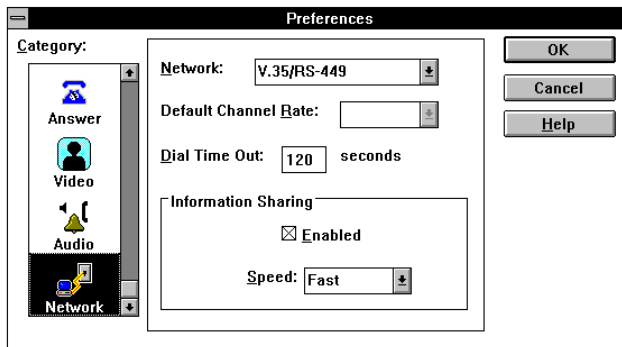 Preferences
Category:
Answer
Video
Audio
Network
Network: V.35/RS-449
Default Channel Rate:
Dial Time Out: 120 seconds
Information Sharing
Enabled
Speed: Fast
OK
Cancel
Help